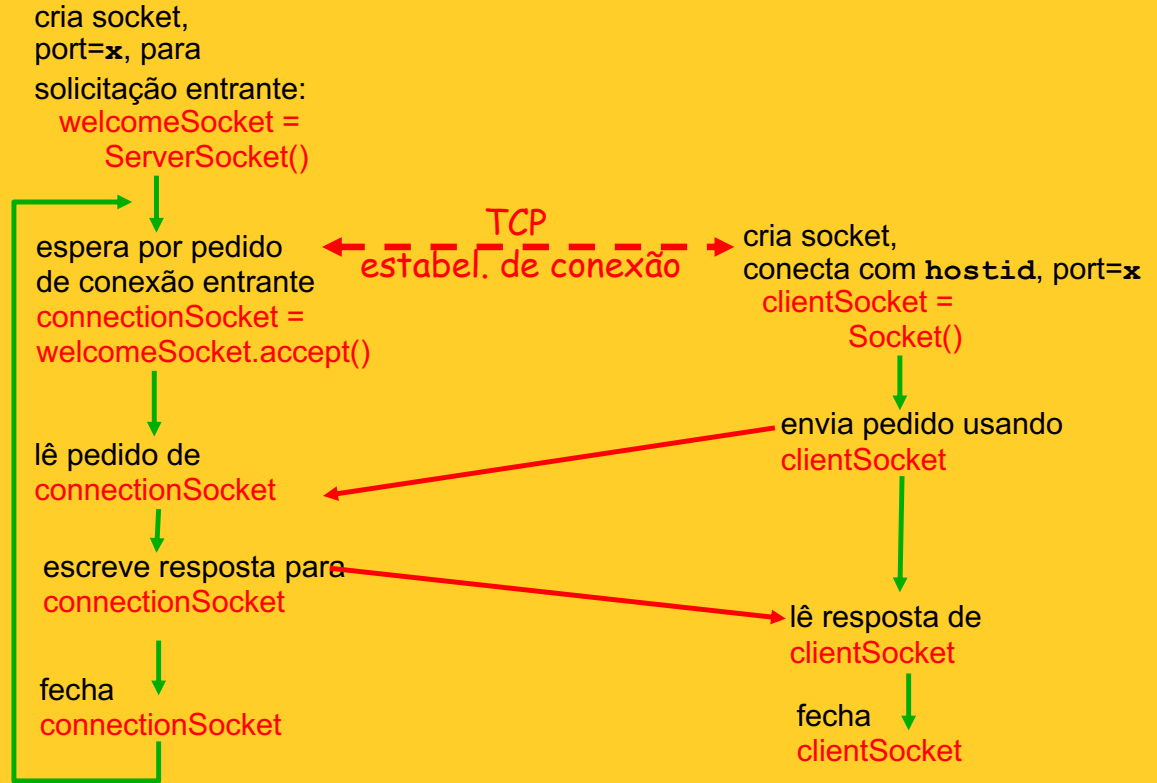 cria socket,
port=x, para
solicitação entrante:
welcomeSocket =
ServerSocket()
espera por pedido
de conexão entrante
connectionSocket =
welcomeSocket.accept()
lê pedido de
connectionSocket
escreve resposta para
connectionSocket
fecha
connectionSocket
TCP
estabel. de conexão
cria socket,
conecta com hostid, port=x
clientSocket =
Socket()
envia pedido usando
clientSocket
lê resposta de
clientSocket
fecha
clientSocket